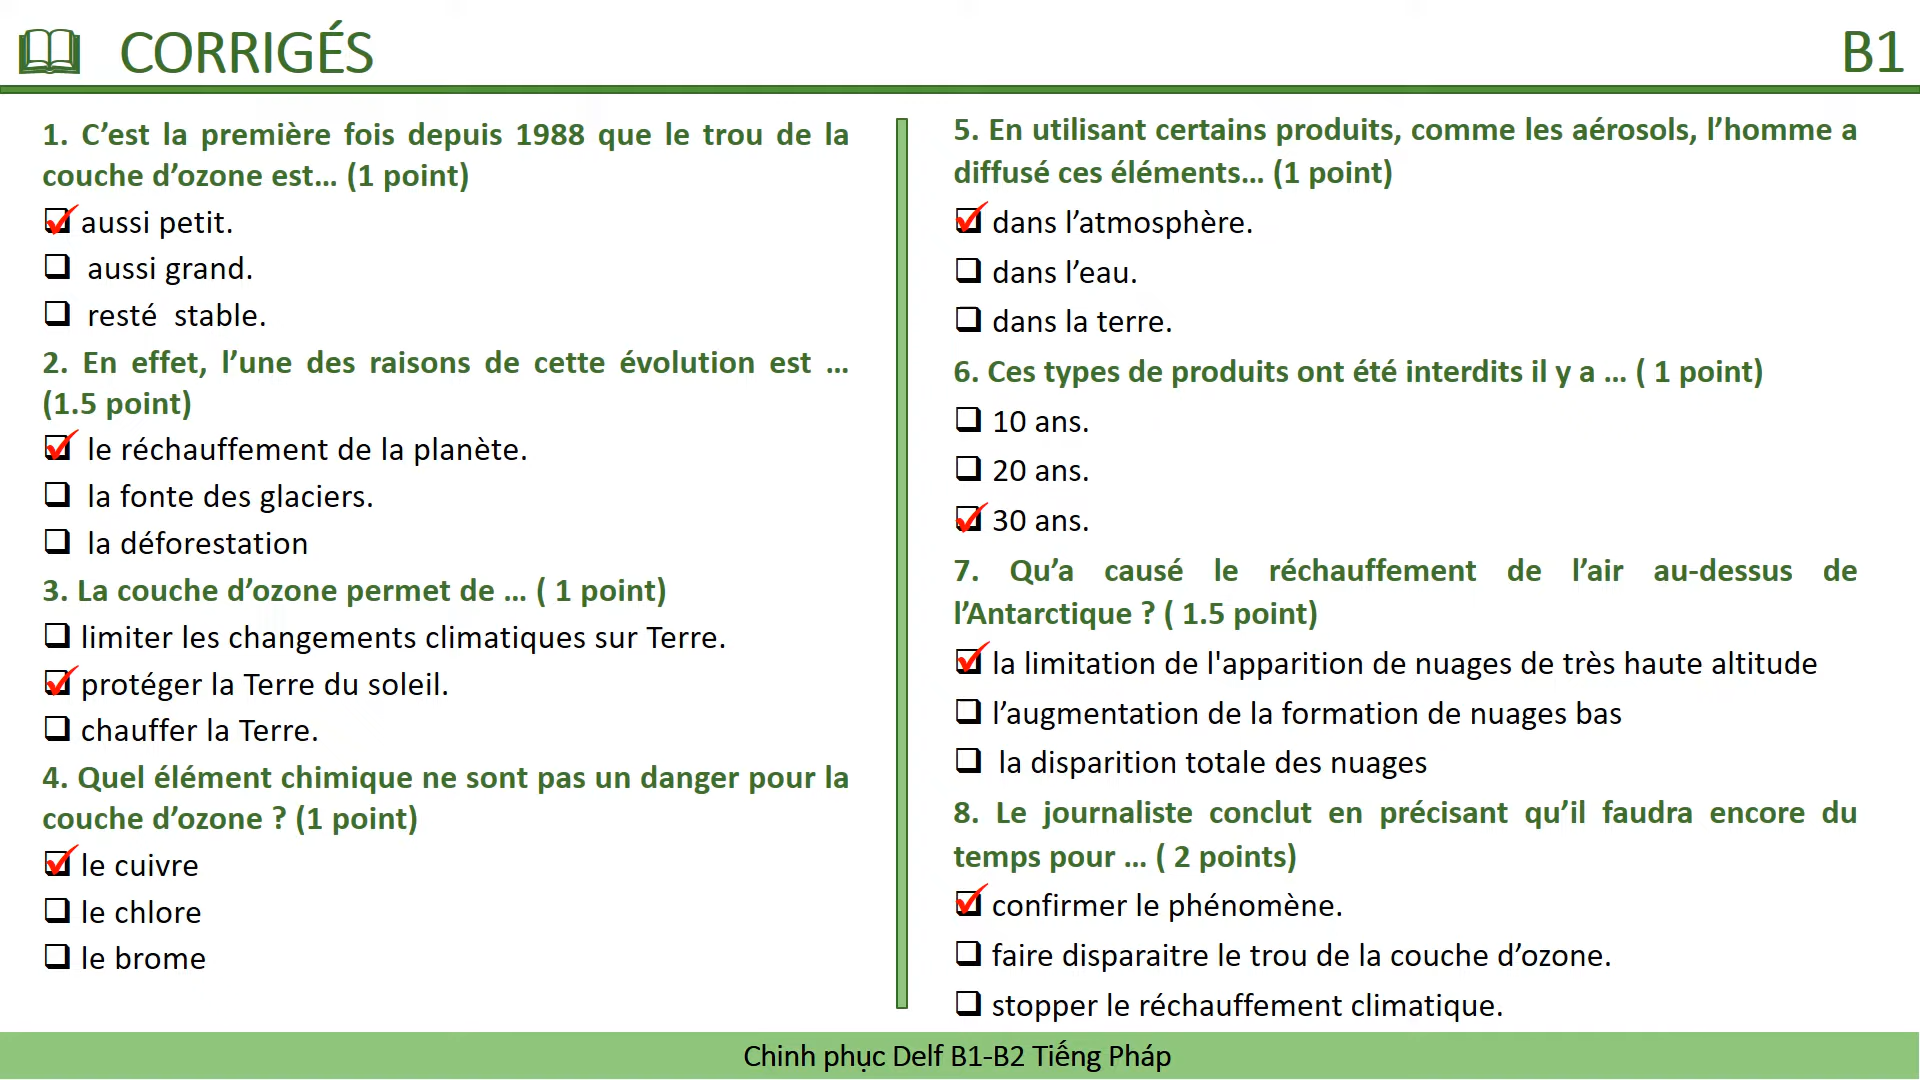 CORRIGÉS
B1
1. C’est la première fois depuis 1988 que le trou de la
couche d’ozone est... (1 point)
aussi petit.
aussi grand.
resté stable.
2. En effet, l’une des raisons de cette évolution est ...
(1.5 point)
le réchauffement de la planète.
la fonte des glaciers.
la déforestation
3. La couche d’ozone permet de ... ( 1 point)
limiter les changements climatiques sur Terre.
protéger la Terre du soleil.
chauffer la Terre.
4. Quel élément chimique ne sont pas un danger pour la
couche d’ozone ? (1 point)
le cuivre
le chlore
le brome
5. En utilisant certains produits, comme les aérosols, l’homme a
diffusé ces éléments... (1 point)
dans l’atmosphère.
dans l’eau.
dans la terre.
6. Ces types de produits ont été interdits il y a ... ( 1 point)
10 ans.
20 ans.
30 ans.
7. Qu’a causé le réchauffement de l’air au-dessus de
l’Antarctique ? ( 1.5 point)
la limitation de l'apparition de nuages de très haute altitude
l’augmentation de la formation de nuages bas
la disparition totale des nuages
8. Le journaliste conclut en précisant qu’il faudra encore du
temps pour ... ( 2 points)
confirmer le phénomène.
faire disparaitre le trou de la couche d’ozone.
stopper le réchauffement climatique.
Chinh phục Delf B1-B2 Tiếng Pháp